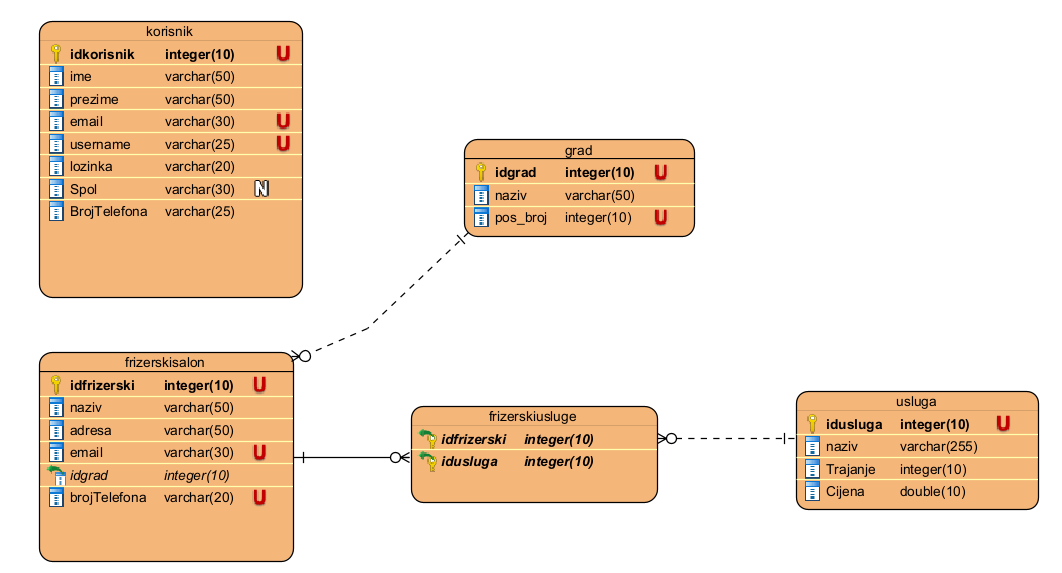 korisnik
idkorisnik integer(10) U
ime varchar(50)
prezime varchar(50)
email varchar(30) U
username varchar(25) U
lozinka varchar(20)
Spol varchar(30) N
BrojTelefona varchar(25)
grad
idgrad integer(10) U
naziv varchar(50)
pos_broj integer(10) U
frizerskisalon
idfrizerski integer(10) U
naziv varchar(50)
adresa varchar(50)
email varchar(30) U
idgrad integer(10)
brojTelefona varchar(20) U
frizerskiusluge
idfrizerski integer(10)
idusluga integer(10)
usluga
idusluga integer(10) U
naziv varchar(255)
Trajanje integer(10)
Cijena double(10)